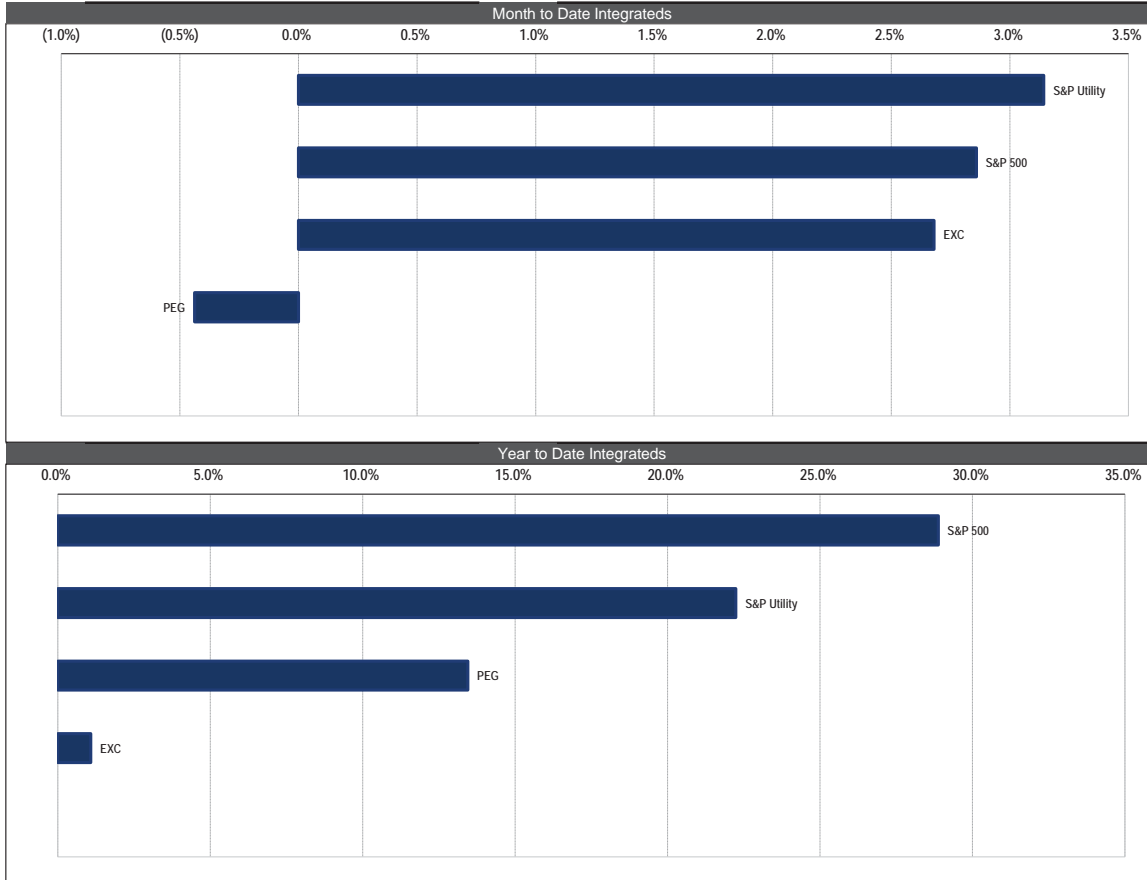 Month to Date Integrateds
(1.0%) (0.5%) 0.0% 0.5% 1.0% 1.5% 2.0% 2.5% 3.0% 3.5%
S&P Utility
S&P 500
EXC
PEG
Year to Date Integrateds
0.0% 5.0% 10.0% 15.0% 20.0% 25.0% 30.0% 35.0%
S&P 500
S&P Utility
PEG
EXC